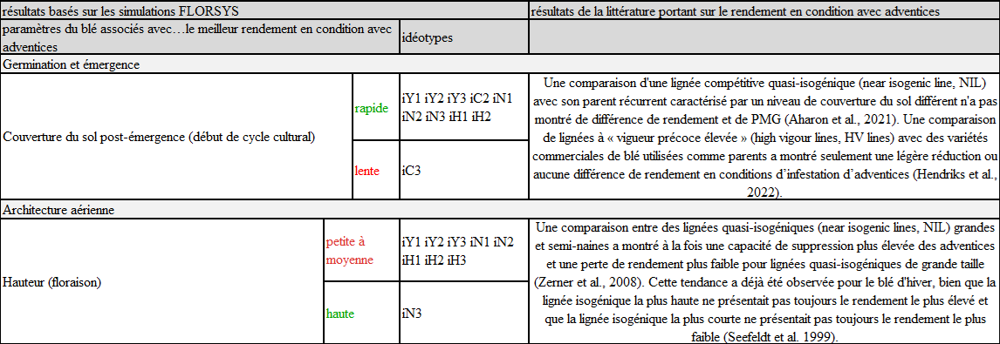 résultats basés sur les simulations FLORSYS
résultats de la littérature portant sur le rendement en condition avec adventices
paramètres du blé associés avec…le meilleur rendement en condition avec
adventices
idéotypes
Germination et émergence
Couverture du sol post-émergence (début de cycle cultural)
rapide
iY1 iY2 iY3 iC2 iN1
iN2 iN3 iH1 iH2
lente
iC3
Une comparaison d'une lignée compétitive quasi-isogénique (near isogenic line, NIL)
avec son parent récurrent caractérisé par un niveau de couverture du sol différent n'a pas
montré de différence de rendement et de PMG (Aharon et al., 2021). Une comparaison
de lignées à « vigueur précoce élevée » (high vigour lines, HV lines) avec des variétés
commerciales de blé utilisées comme parents a montré seulement une légère réduction ou
aucune différence de rendement en conditions d’infestation d’adventices (Hendriks et al.,
2022).
Architecture aérienne
Hauteur (floraison)
petite à
moyenne
iY1 iY2 iY3 iN1 iN2
iH1 iH2 iH3
haute
iN3
Une comparaison entre des lignées quasi-isogéniques (near isogenic lines, NIL) grandes
et semi-naines a montré à la fois une capacité de suppression plus élevée des adventices
et une perte de rendement plus faible pour lignées quasi-isogéniques de grande taille
(Zerner et al., 2008). Cette tendance a déjà été observée pour le blé d'hiver, bien que la
lignée isogénique la plus haute ne présentait pas toujours le rendement le plus élevé et
que la lignée isogénique la plus courte ne présentait pas toujours le rendement le plus
faible (Seefeldt et al. 1999).